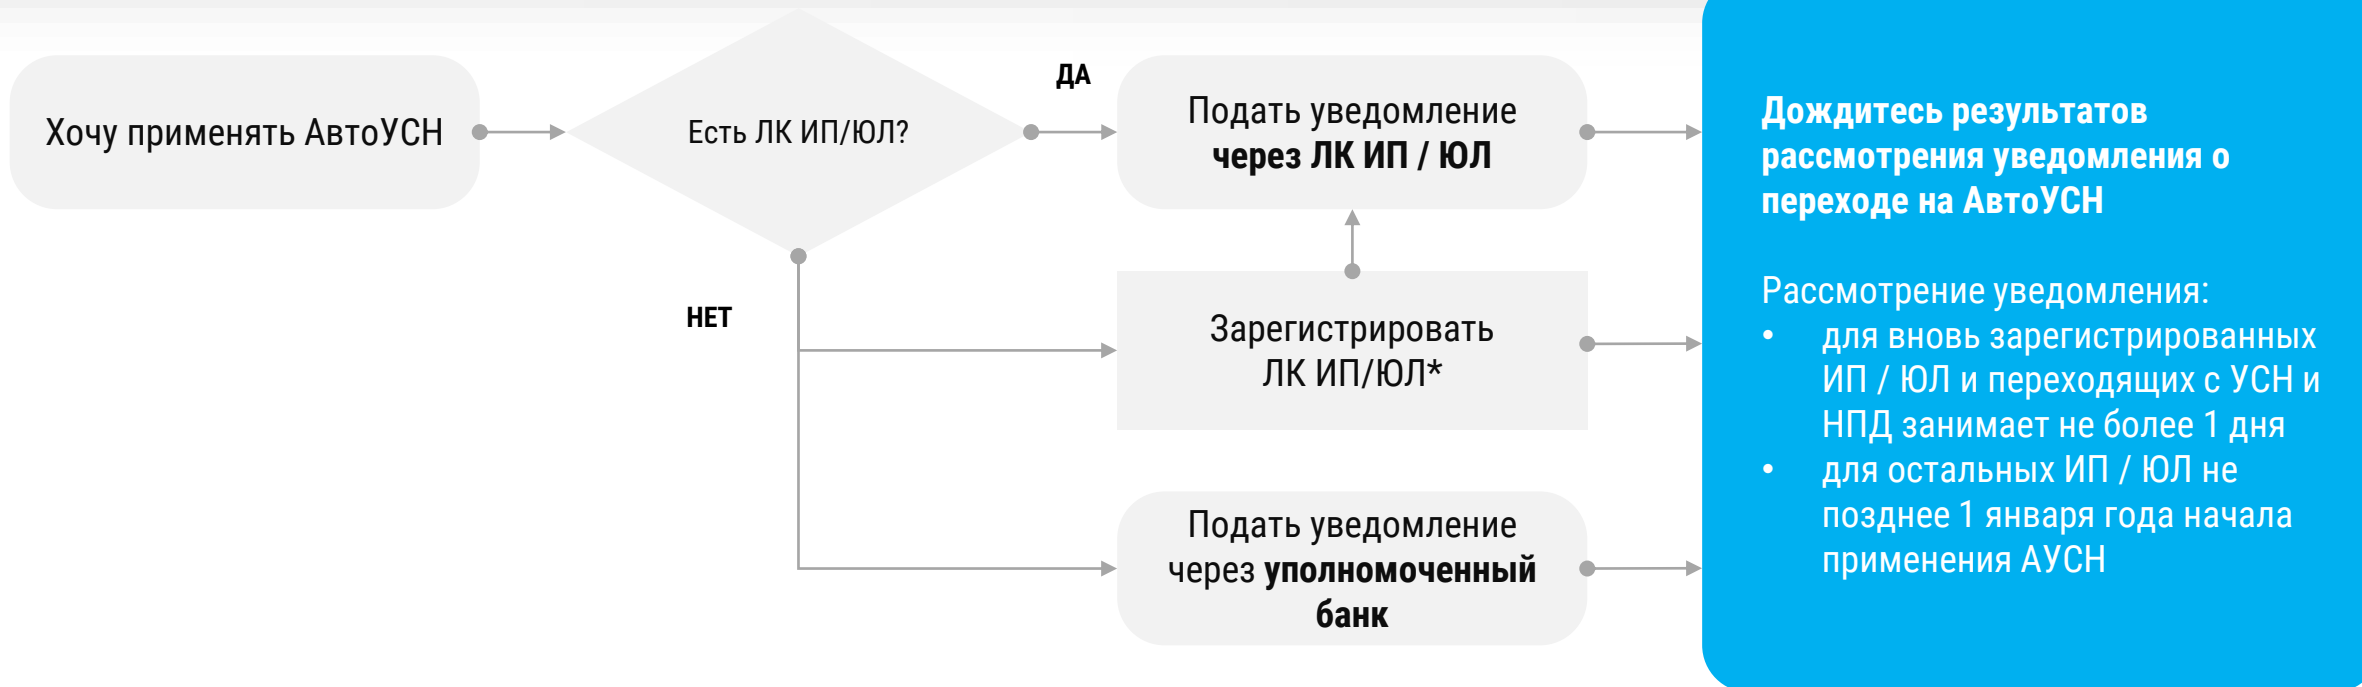 Хочу применять АвтоУСН
Есть ЛК ИП/ЮЛ?
ДА
НЕТ
Подать уведомление
через ЛК ИП / ЮЛ
Зарегистрировать
ЛК ИП/ЮЛ*
Подать уведомление
через уполномоченный
банк
Дождитесь результатов
рассмотрения уведомления о
переходе на АвтоУСН
Рассмотрение уведомления:
• для вновь зарегистрированных
ИП / ЮЛ и переходящих с УСН и
НПД занимает не более 1 дня
• для остальных ИП / ЮЛ не
позднее 1 января года начала
применения АУСН